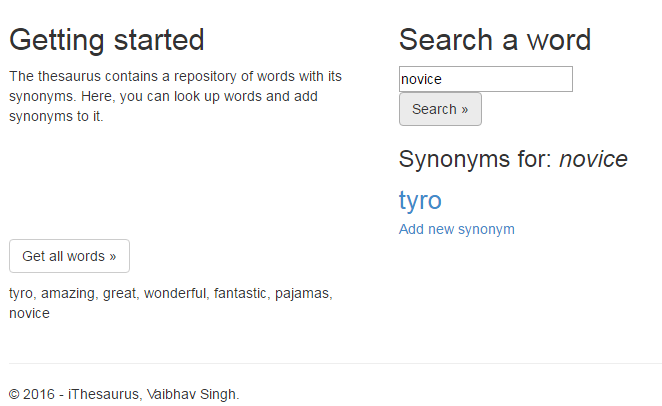 Getting started
The thesaurus contains a repository of words with its
synonyms. Here, you can look up words and add
synonyms to it.
Get all words »
tyro, amazing, great, wonderful, fantastic, pajamas,
novice
Search a word
novice
Search »
Synonyms for: novice
tyro
Add new synonym
© 2016 - iThesaurus, Vaibhav Singh.